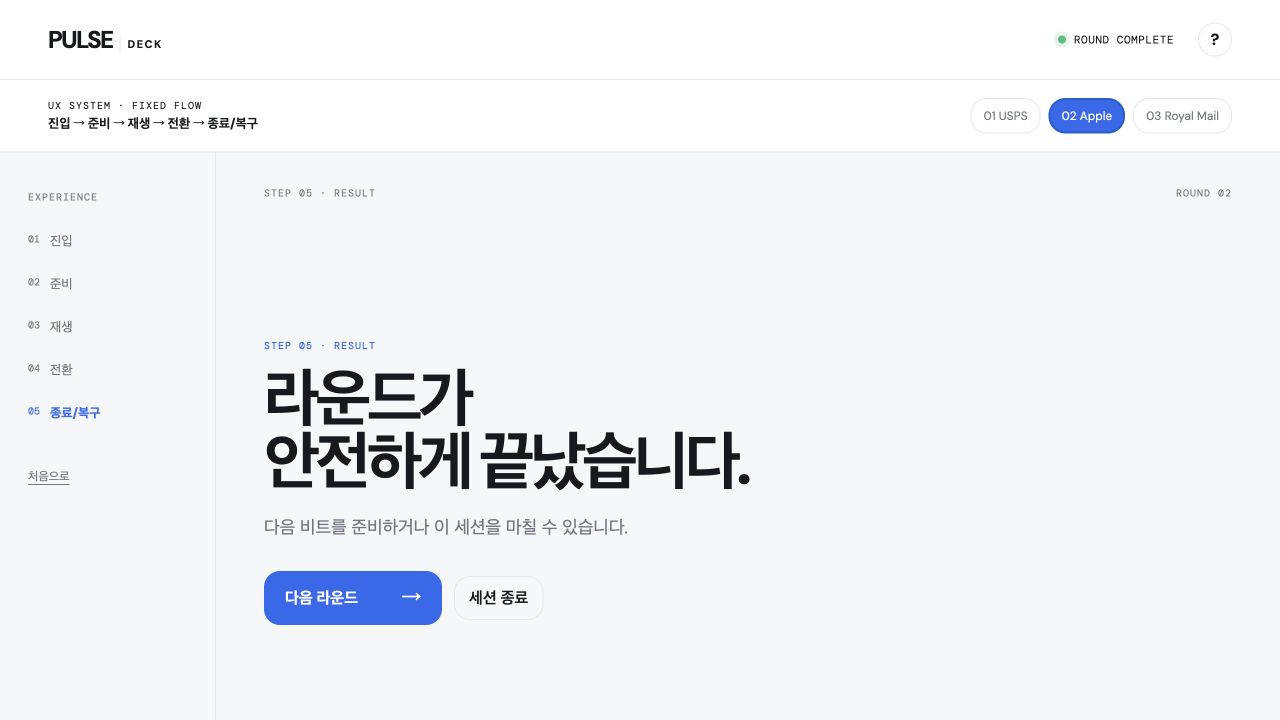 PULSE DECK
ROUND COMPLETE
?
UX SYSTEM · FIXED FLOW
진입 → 준비 → 재생 → 전환 → 종료/복구
01 USPS
02 Apple
03 Royal Mail
EXPERIENCE
01 진입
02 준비
03 재생
04 전환
05 종료/복구
처음으로
STEP 05 · RESULT
ROUND 02
STEP 05 · RESULT
라운드가
안전하게 끝났습니다.
다음 비트를 준비하거나 이 세션을 마칠 수 있습니다.
다음 라운드 →
세션 종료